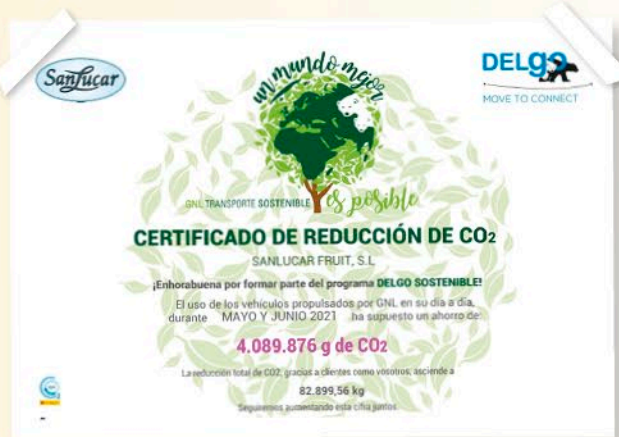 SanLucar
DELgo
MOVE TO CONNECT
un mundo mejor
GNL TRANSPORTE SOSTENIBLE
es posible
CERTIFICADO DE REDUCCIÓN DE CO2
SANLUCAR FRUIT, S.L
¡Enhorabuena por formar parte del programa DELGO SOSTENIBLE!
El uso de los vehículos propulsados por GNL en su día a día,
durante MAYO Y JUNIO 2021 ha supuesto un ahorro de:
4.089.876 g de CO2
La reducción total de CO2, gracias a clientes como vosotros, asciende a
82.899,56 kg
Seguiremos aumentando esta cifra juntos